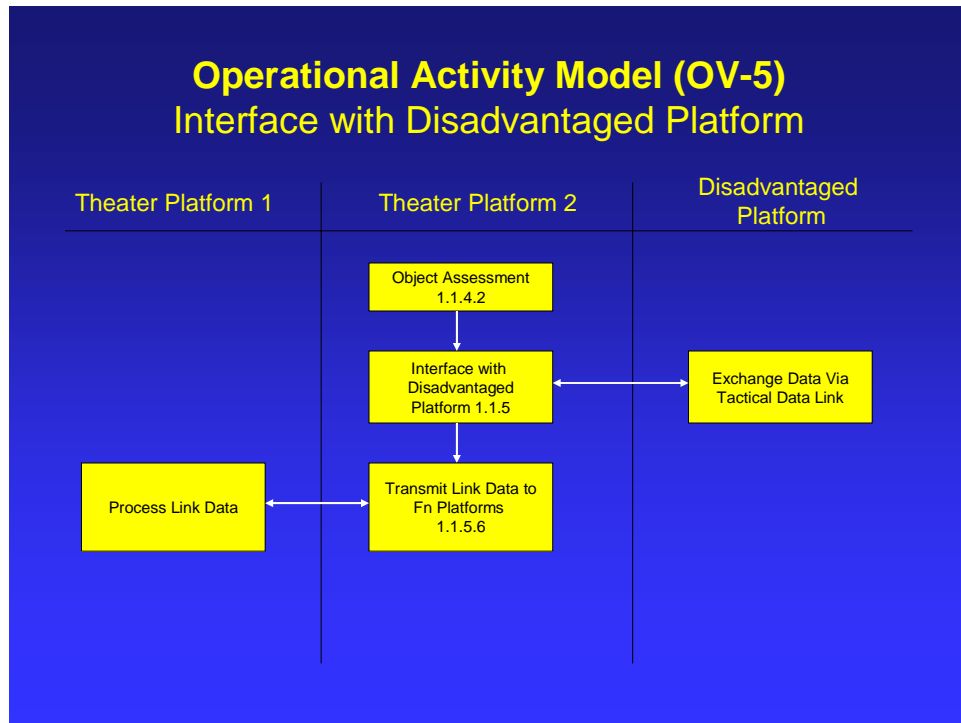 Operational Activity Model (OV-5)
Interface with Disadvantaged Platform
Theater Platform 1
Theater Platform 2
Disadvantaged
Platform
Object Assessment
1.1.4.2
Interface with
Disadvantaged
Platform 1.1.5
Exchange Data Via
Tactical Data Link
Process Link Data
Transmit Link Data to
Fn Platforms
1.1.5.6